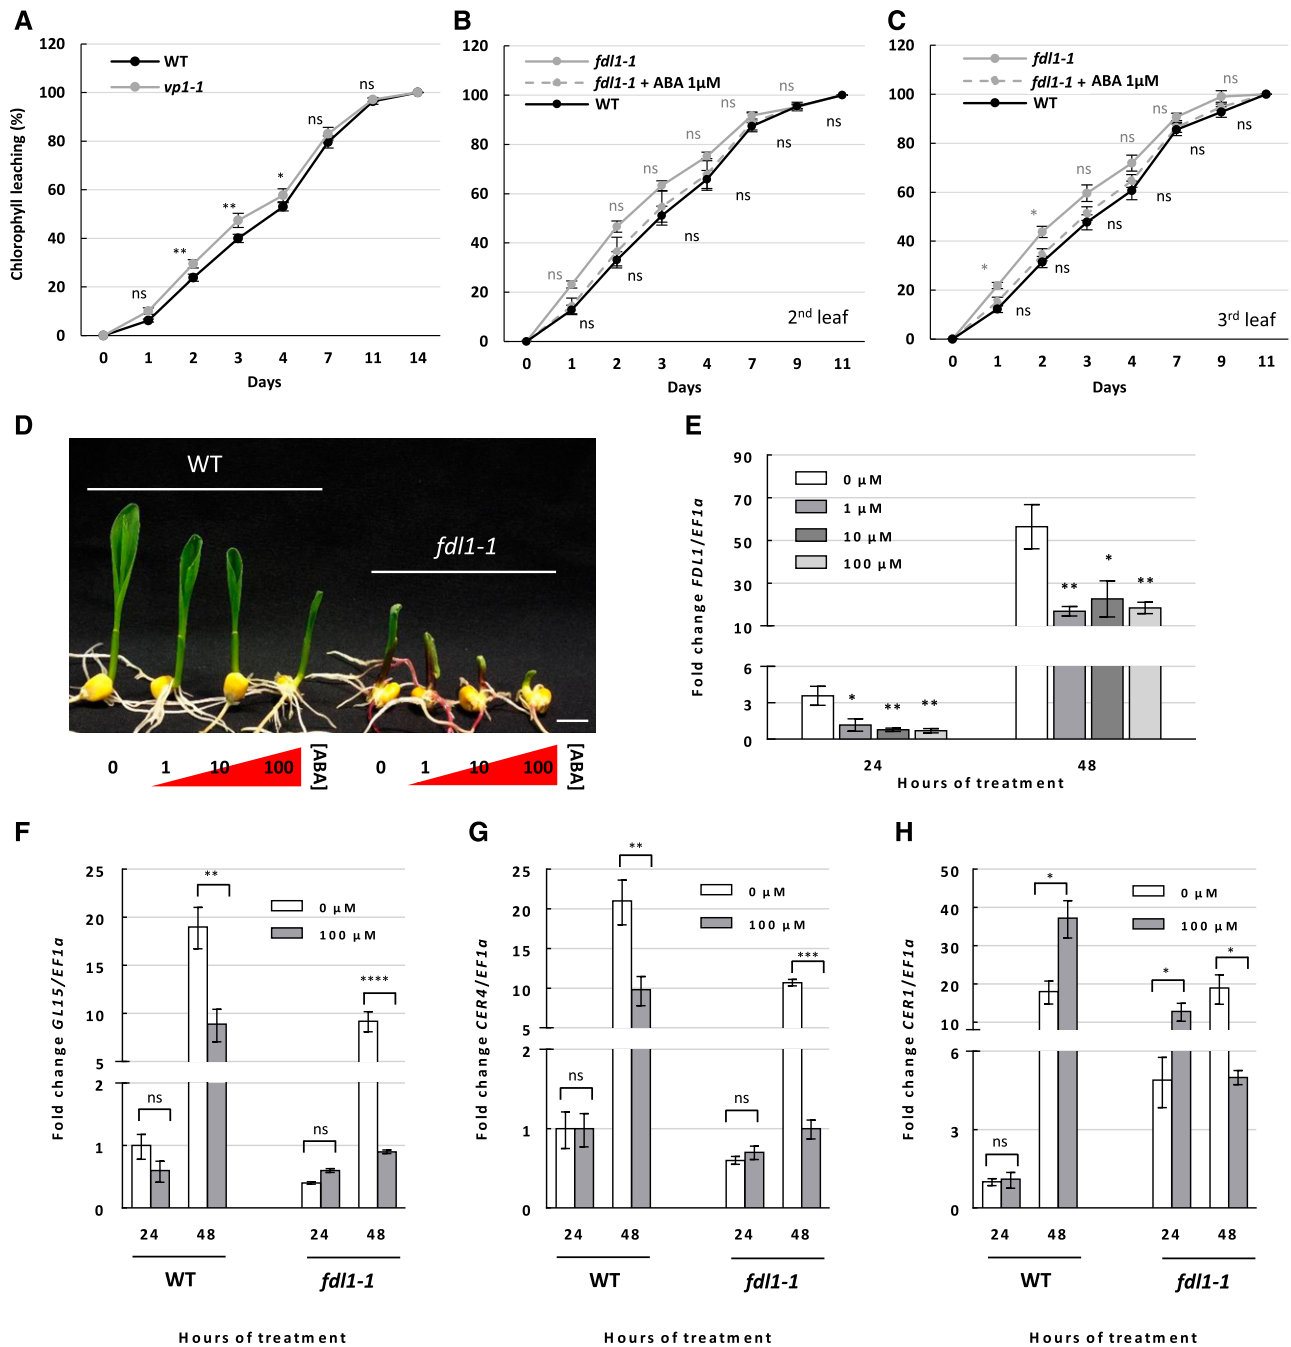 A
120
100
80
60
40
20
0
Chlorophyll leaching (%)
WT
vp1-1
ns
**
**
*
ns
ns
0 1 2 3 4 7 11 14
Days
B
120
100
80
60
40
20
0
fdl1-1
fdl1-1 + ABA 1µM
WT
ns ns ns ns ns ns
ns ns ns ns ns ns
2nd leaf
0 1 2 3 4 7 9 11
Days
C
120
100
80
60
40
20
0
fdl1-1
fdl1-1 + ABA 1µM
WT
* * ns ns ns ns
ns ns ns ns ns ns
3rd leaf
0 1 2 3 4 7 9 11
Days
D
WT
fdl1-1
0 1 10 100 [ABA]
0 1 10 100 [ABA]
E
Fold change FDL1/EF1a
90
70
50
30
10
6
3
0
0 µM
1 µM
10 µM
100 µM
* ** **
** * **
24 48
Hours of treatment
F
Fold change GL15/EF1a
25
20
15
10
5
2
1
0
0 µM
100 µM
ns ** ns ****
24 48 24 48
WT fdl1-1
Hours of treatment
G
Fold change CER4/EF1a
25
20
15
10
5
2
1
0
0 µM
100 µM
ns ** ns ***
24 48 24 48
WT fdl1-1
Hours of treatment
H
Fold change CER1/EF1a
50
40
30
20
10
6
3
0
0 µM
100 µM
ns * * *
24 48 24 48
WT fdl1-1
Hours of treatment